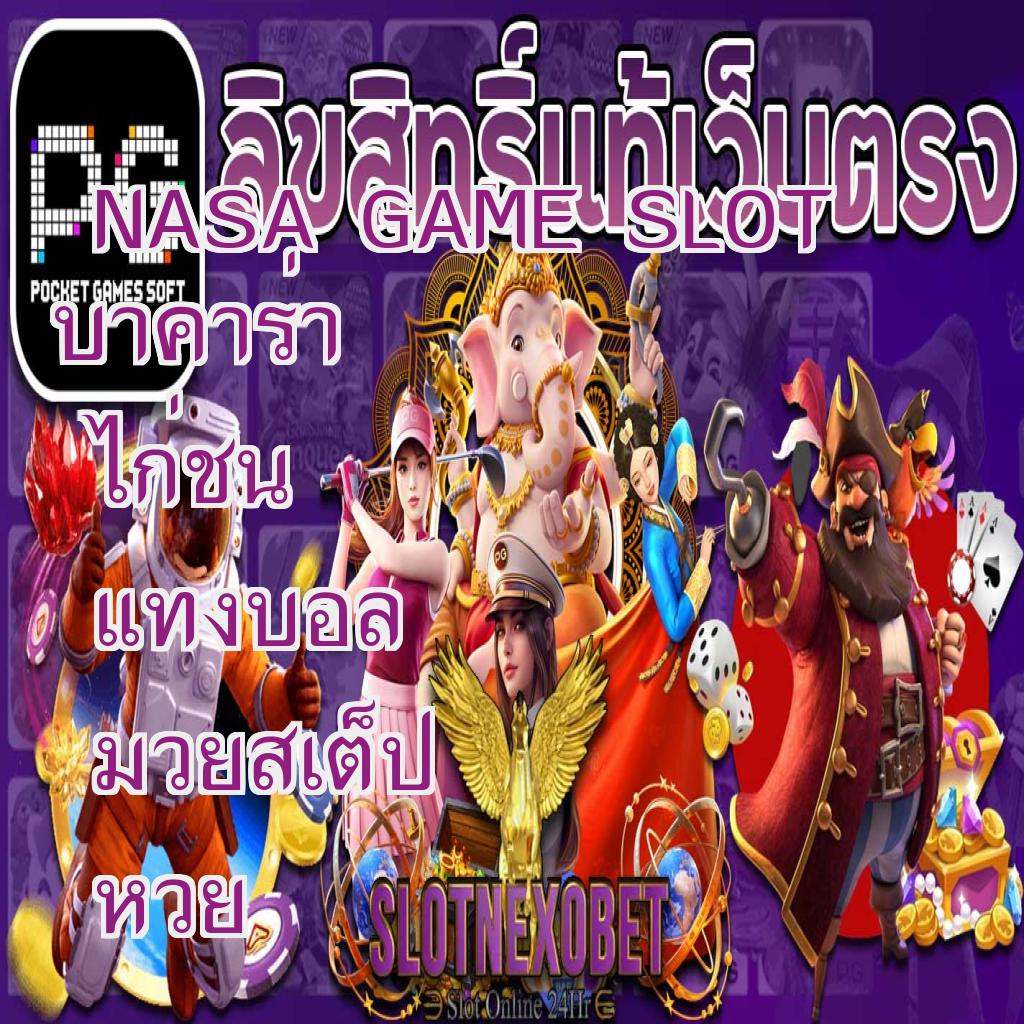 ลิขสิทธิ์แท้เว็บตรง
PG
POCKET GAMES SOFT
NASA GAME SLOT
บาคาร่า
ไก่ชน
แทงบอล
มวยสเต็ป
หวย
PG
SLOTNEXOBET
Slot Online 24Hr